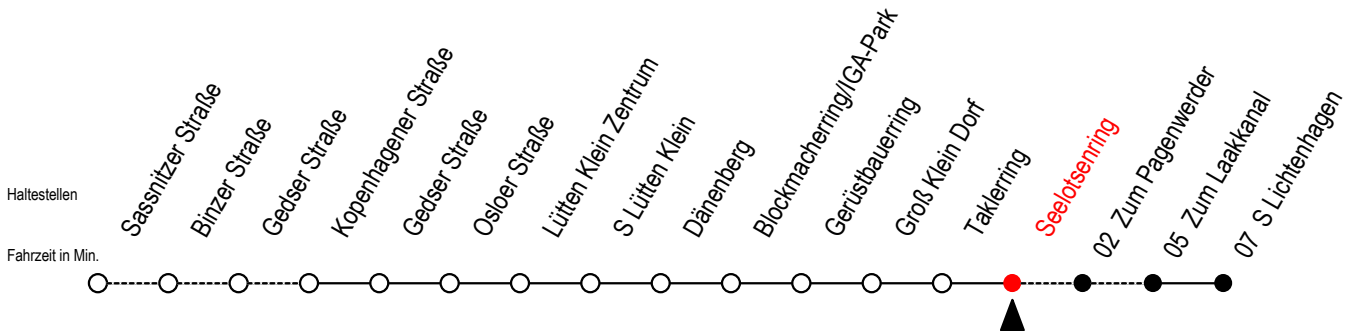 Haltestellen
Fahrzeit in Min.
Sassnitzer Straße
Binzer Straße
Gedser Straße
Kopenhagener Straße
Gedser Straße
Osloer Straße
Lütten Klein Zentrum
S Lütten Klein
Dänenberg
Blockmacherring/IGA-Park
Gerüstbauerring
Groß Klein Dorf
Taklerring
Seelotsenring
02 Zum Pagenwerder
05 Zum Laakkanal
07 S Lichtenhagen